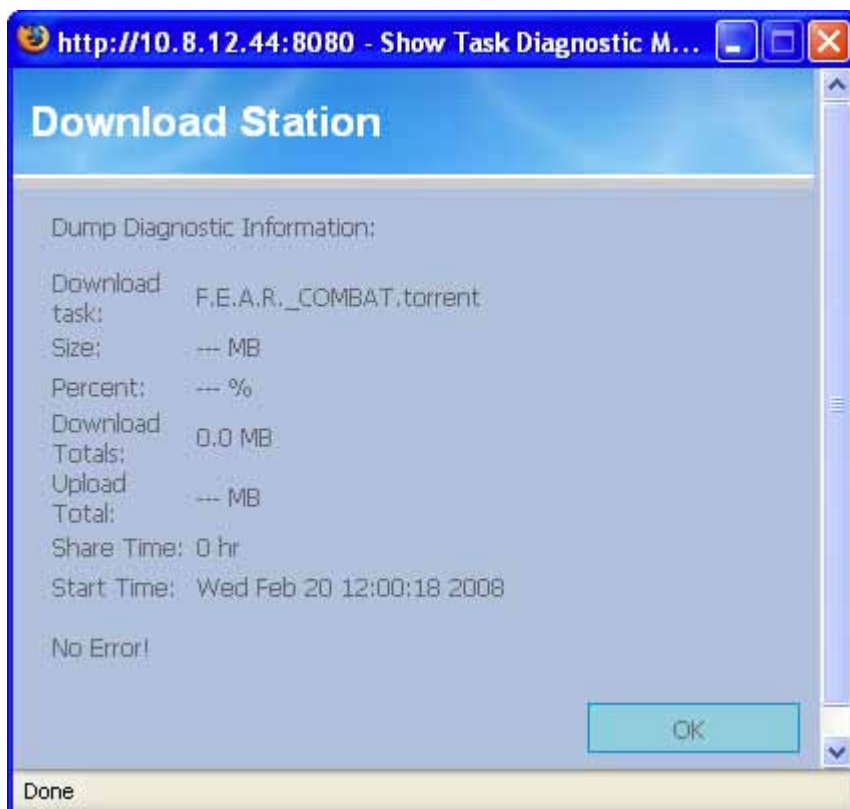 http://10.8.12.44:8080 - Show Task Diagnostic M...
Download Station
Dump Diagnostic Information:
Download task: F.E.A.R._COMBAT.torrent
Size: --- MB
Percent: --- %
Download Totals: 0.0 MB
Upload Total: --- MB
Share Time: 0 hr
Start Time: Wed Feb 20 12:00:18 2008
No Error!
OK
Done